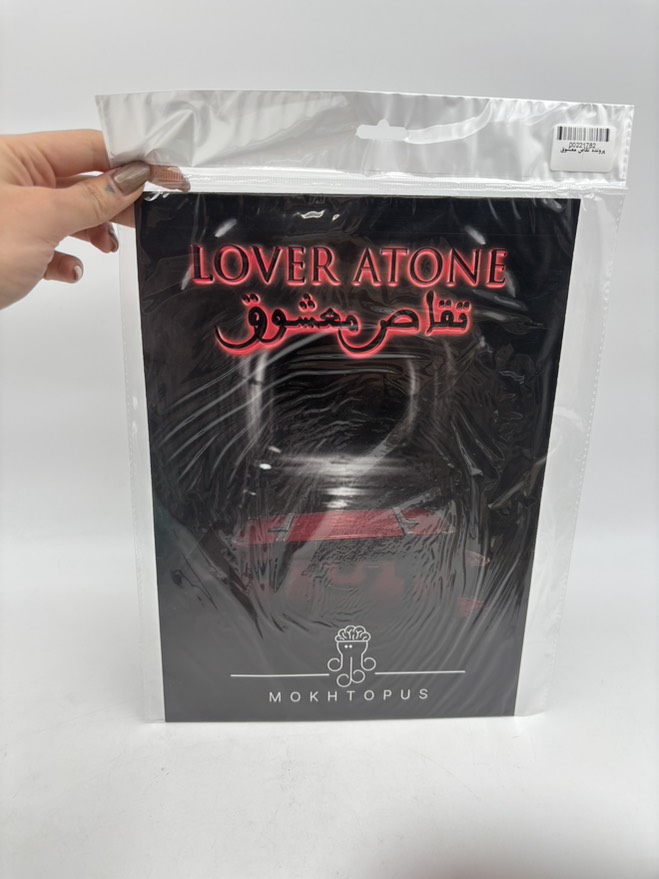 00221782
پرونده تقاص معشوق
LOVER ATONE
تقاص معشوق
MOKHTOPUS